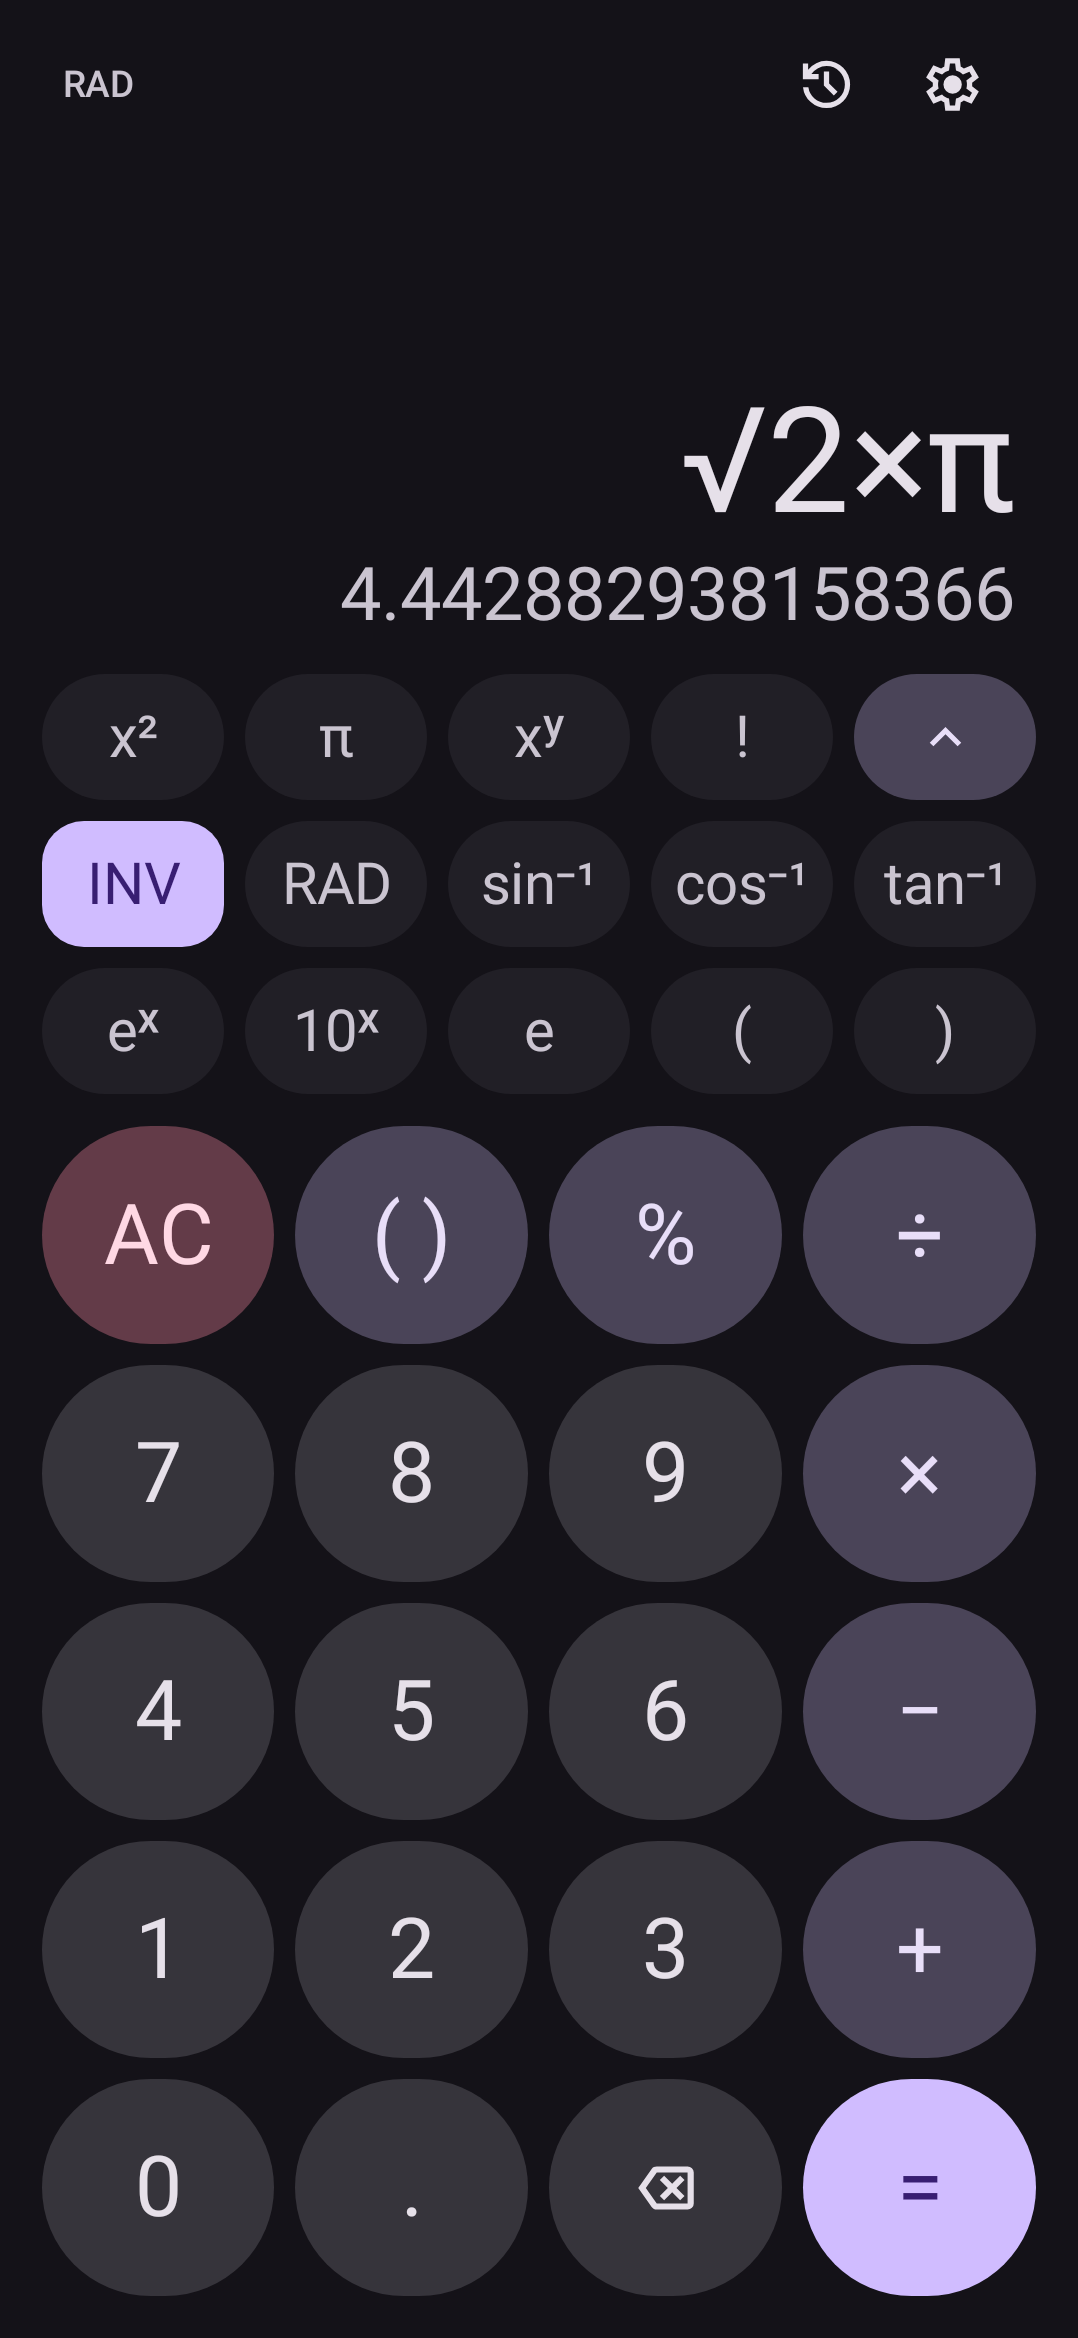 RAD
√2×π
4.442882938158366
x² π xʸ !
INV RAD sin⁻¹ cos⁻¹ tan⁻¹
eˣ 10ˣ e ( )
AC ( ) % ÷
7 8 9 ×
4 5 6 −
1 2 3 +
0 . =